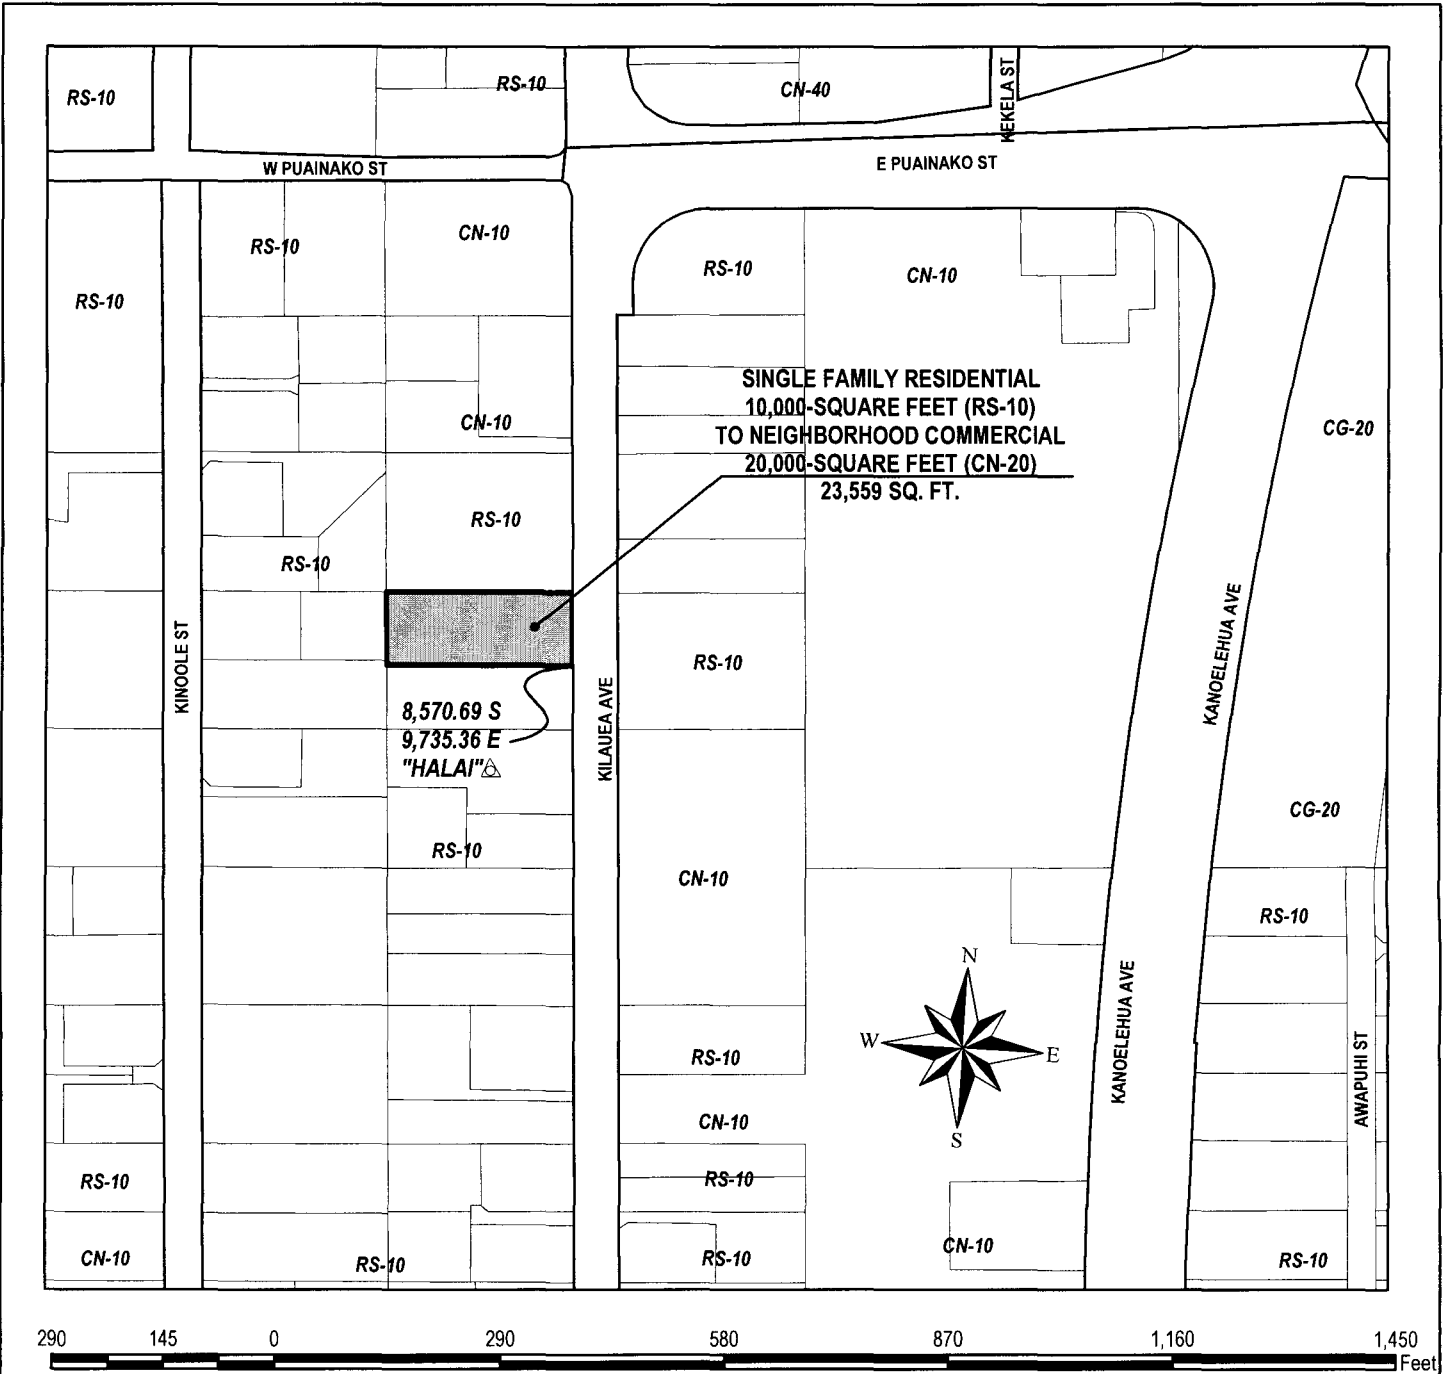 RS-10
RS-10
CN-40
KEKELA ST
W PUAINAKO ST
E PUAINAKO ST
RS-10
CN-10
RS-10
CN-10
RS-10
SINGLE FAMILY RESIDENTIAL
10,000-SQUARE FEET (RS-10)
TO NEIGHBORHOOD COMMERCIAL
20,000-SQUARE FEET (CN-20)
23,559 SQ. FT.
CN-10
CG-20
RS-10
RS-10
KINOOLE ST
KILAUEA AVE
RS-10
KANOELEHUA AVE
8,570.69 S
9,735.36 E
"HALAI"
CG-20
RS-10
CN-10
RS-10
N
W
E
S
KANOELEHUA AVE
AWAPUHI ST
RS-10
CN-10
RS-10
RS-10
CN-10
RS-10
RS-10
CN-10
RS-10
290 145 0 290 580 870 1,160 1,450
Feet